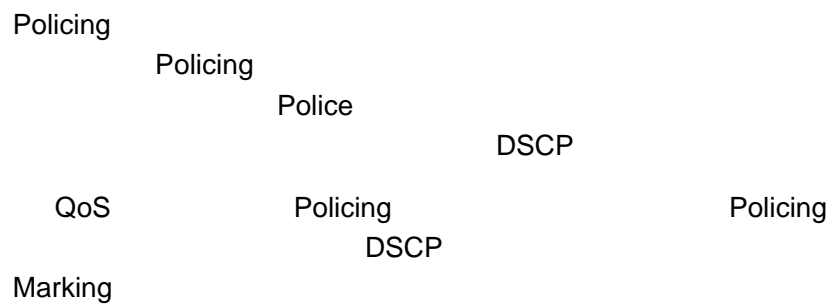 Policing
Policing
Police
DSCP
QoS Policing Policing
DSCP
Marking